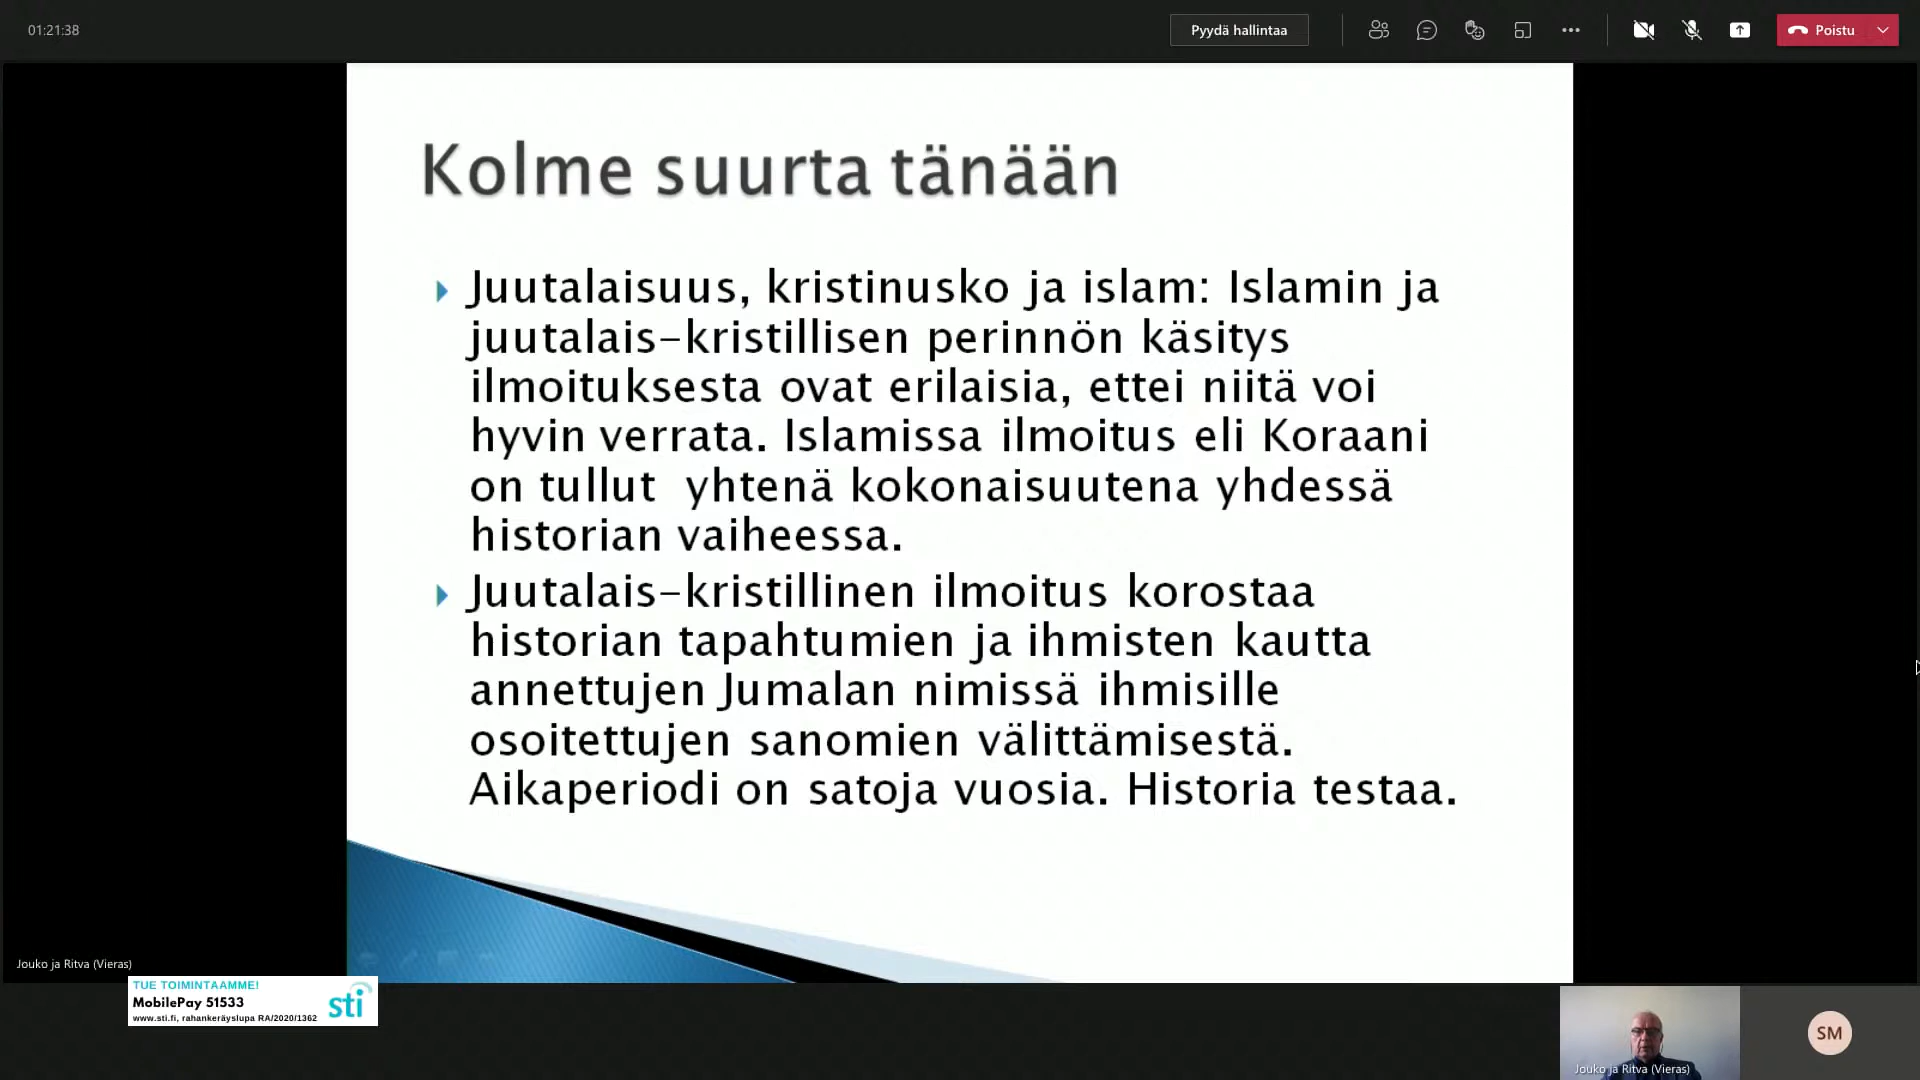 01:21:38
Pyydä hallintaa
Poistu
Kolme suurta tänään
Juutalaisuus, kristinusko ja islam: Islamin ja
juutalais-kristillisen perinnön käsitys
ilmoituksesta ovat erilaisia, ettei niitä voi
hyvin verrata. Islamissa ilmoitus eli Koraani
on tullut  yhtenä kokonaisuutena yhdessä
historian vaiheessa.
Juutalais-kristillinen ilmoitus korostaa
historian tapahtumien ja ihmisten kautta
annettujen Jumalan nimissä ihmisille
osoitettujen sanomien välittämisestä.
Aikaperiodi on satoja vuosia. Historia testaa.
Jouko ja Ritva (Vieras)
TUE TOIMINTAAMME!
MobilePay 51533
www.sti.fi, rahankeräyslupa RA/2020/1362
sti
Jouko ja Ritva (Vieras)
SM